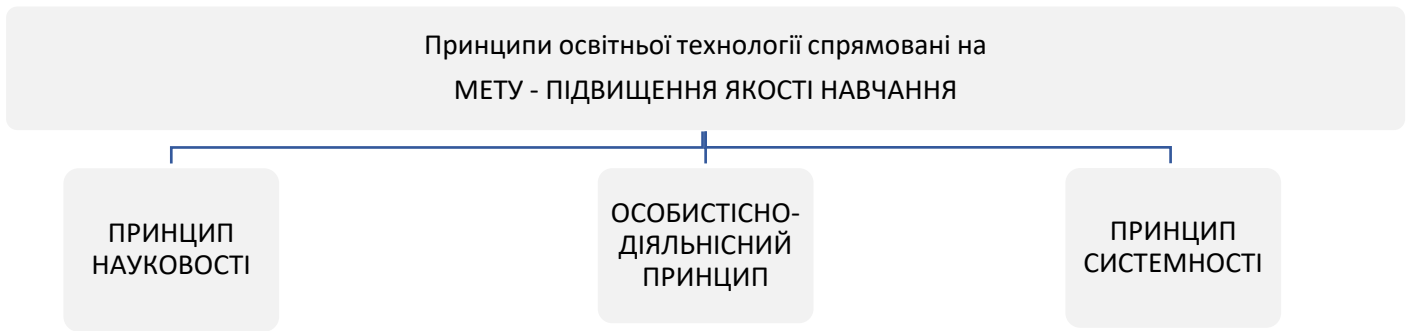 Принципи освітньої технології спрямовані на
МЕТУ - ПІДВИЩЕННЯ ЯКОСТІ НАВЧАННЯ
ПРИНЦИП
НАУКОВОСТІ
ОСОБИСТІСНО-
ДІЯЛЬНІСНИЙ
ПРИНЦИП
ПРИНЦИП
СИСТЕМНОСТІ